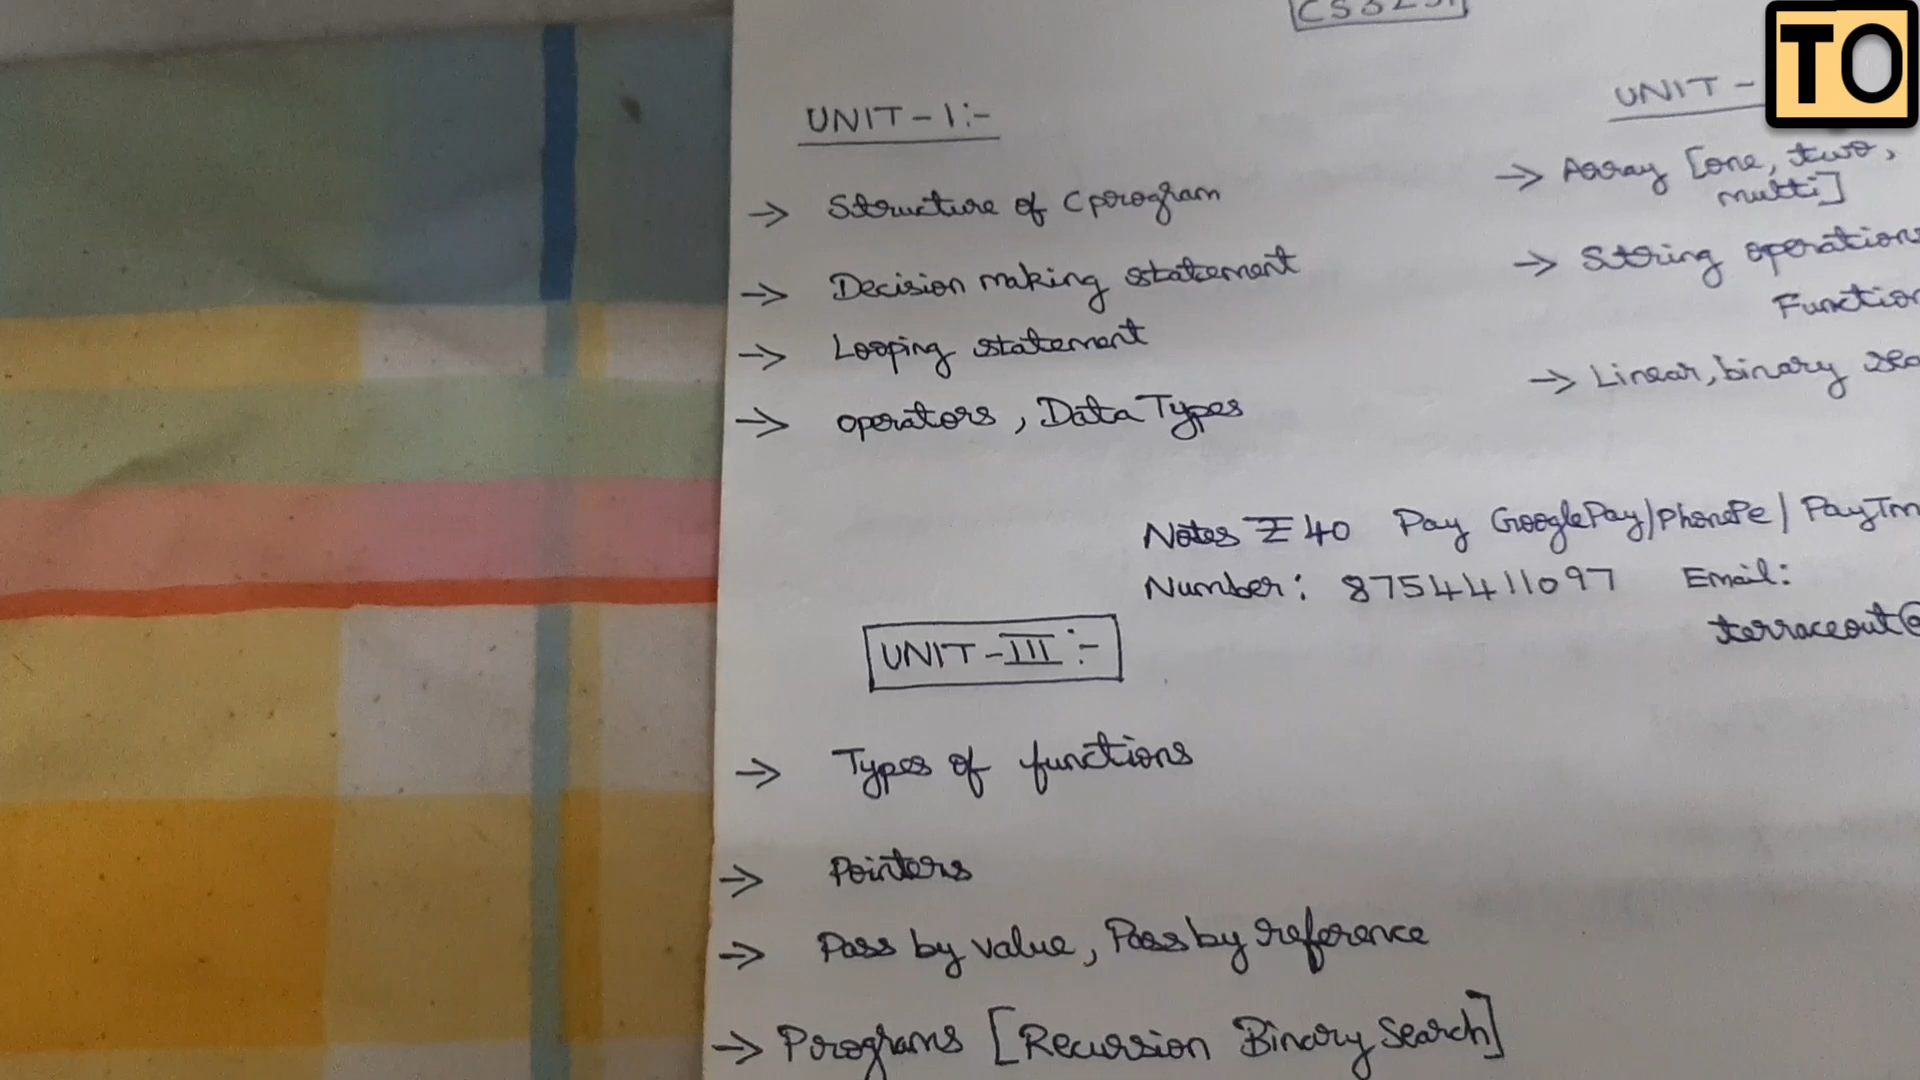 TO
UNIT - I :-
→ Structure of C program
→ Decision making statement
→ Looping statement
→ operators, Data Types
UNIT -
→ Array [one, two,
multi]
→ String operations
Function
→ Linear, binary
Notes ₹ 40 Pay GooglePay/PhonePe/PayTm
Number: 8754411097 Email:
terraceout@
UNIT - III :-
→ Types of functions
→ Pointers
→ Pass by value, Pass by reference
→ Programs [Recursion Binary Search]